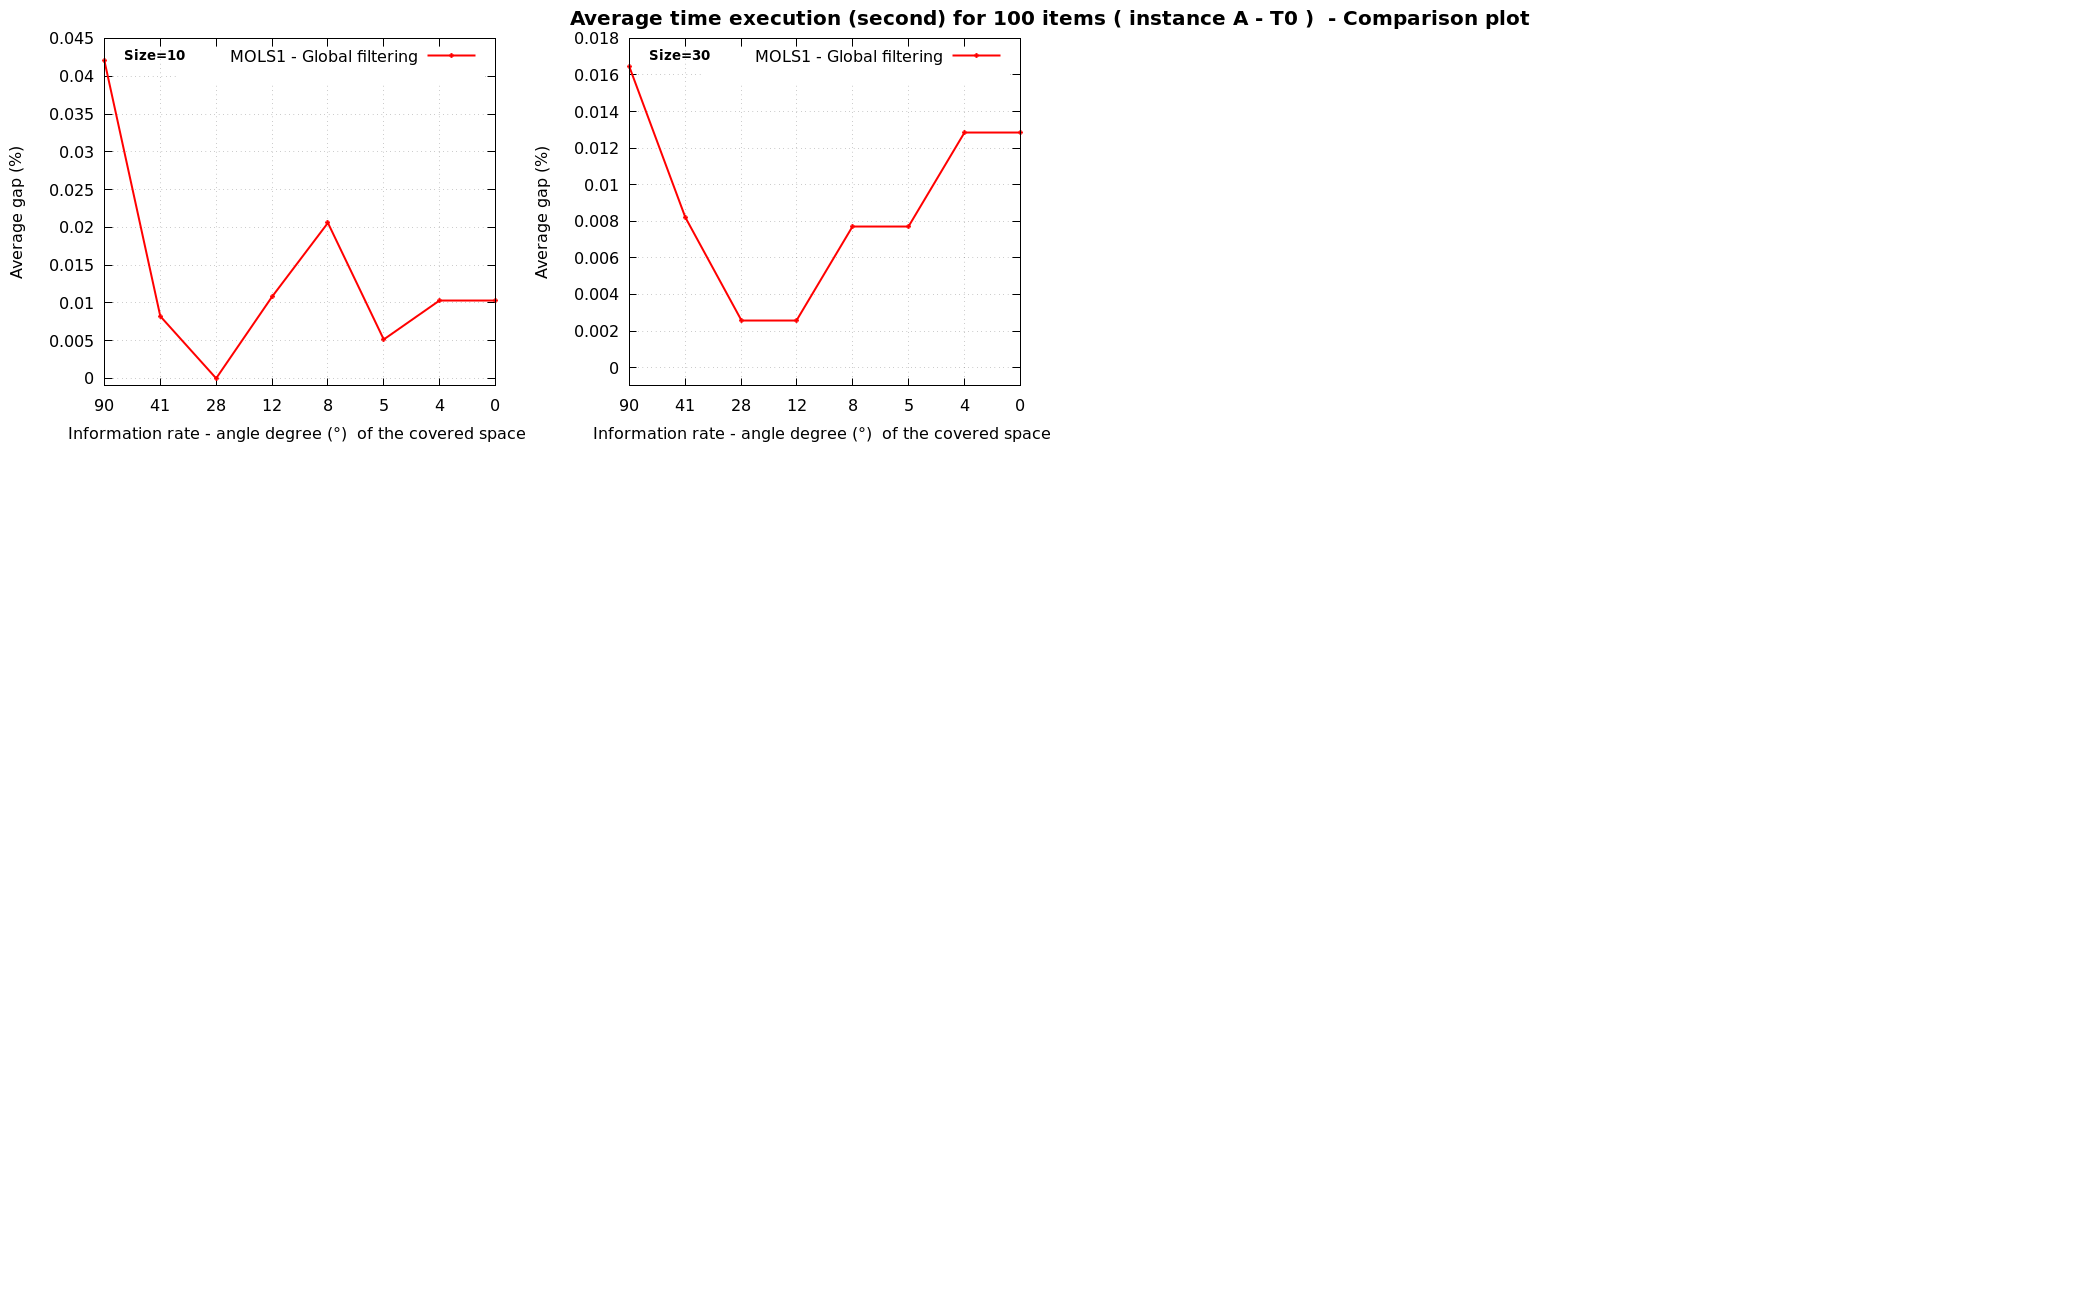 Average time execution (second) for 100 items ( instance A - T0 )  - Comparison plot
0.045
0.04
0.035
0.03
0.025
0.02
0.015
0.01
0.005
0
Average gap (%)
Size=10
MOLS1 - Global filtering
90 41 28 12 8 5 4 0
Information rate - angle degree (°)  of the covered space
0.018
0.016
0.014
0.012
0.01
0.008
0.006
0.004
0.002
0
Average gap (%)
Size=30
MOLS1 - Global filtering
90 41 28 12 8 5 4 0
Information rate - angle degree (°)  of the covered space